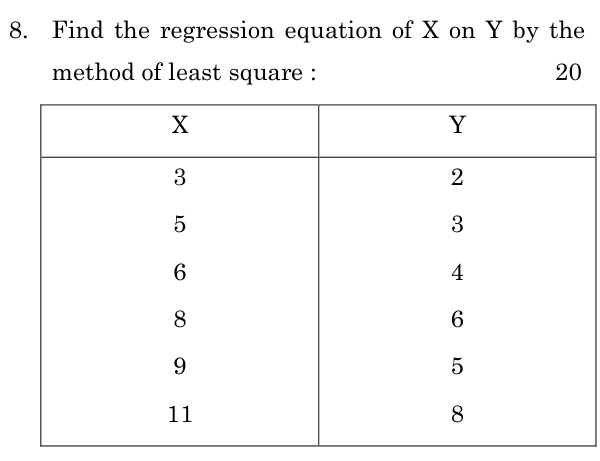 8. Find the regression equation of X on Y by the
method of least square : 20
X Y
3 2
5 3
6 4
8 6
9 5
11 8